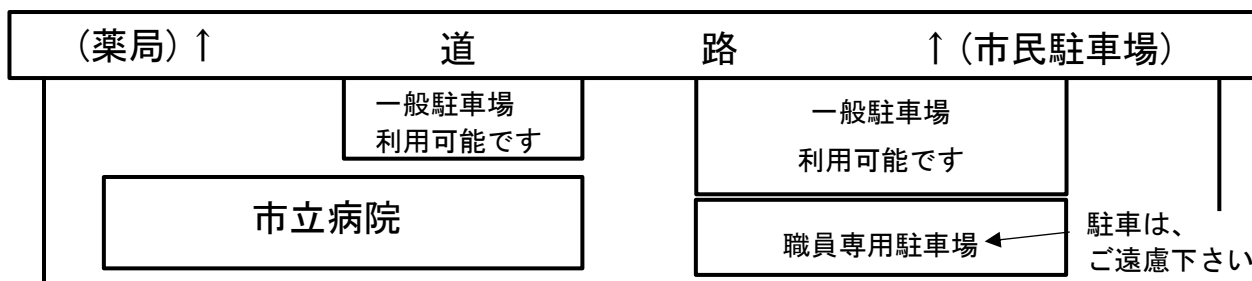 (薬局)↑ 道 路 ↑(市民駐車場)
一般駐車場
利用可能です
一般駐車場
利用可能です
市立病院
職員専用駐車場
駐車は、
ご遠慮下さい